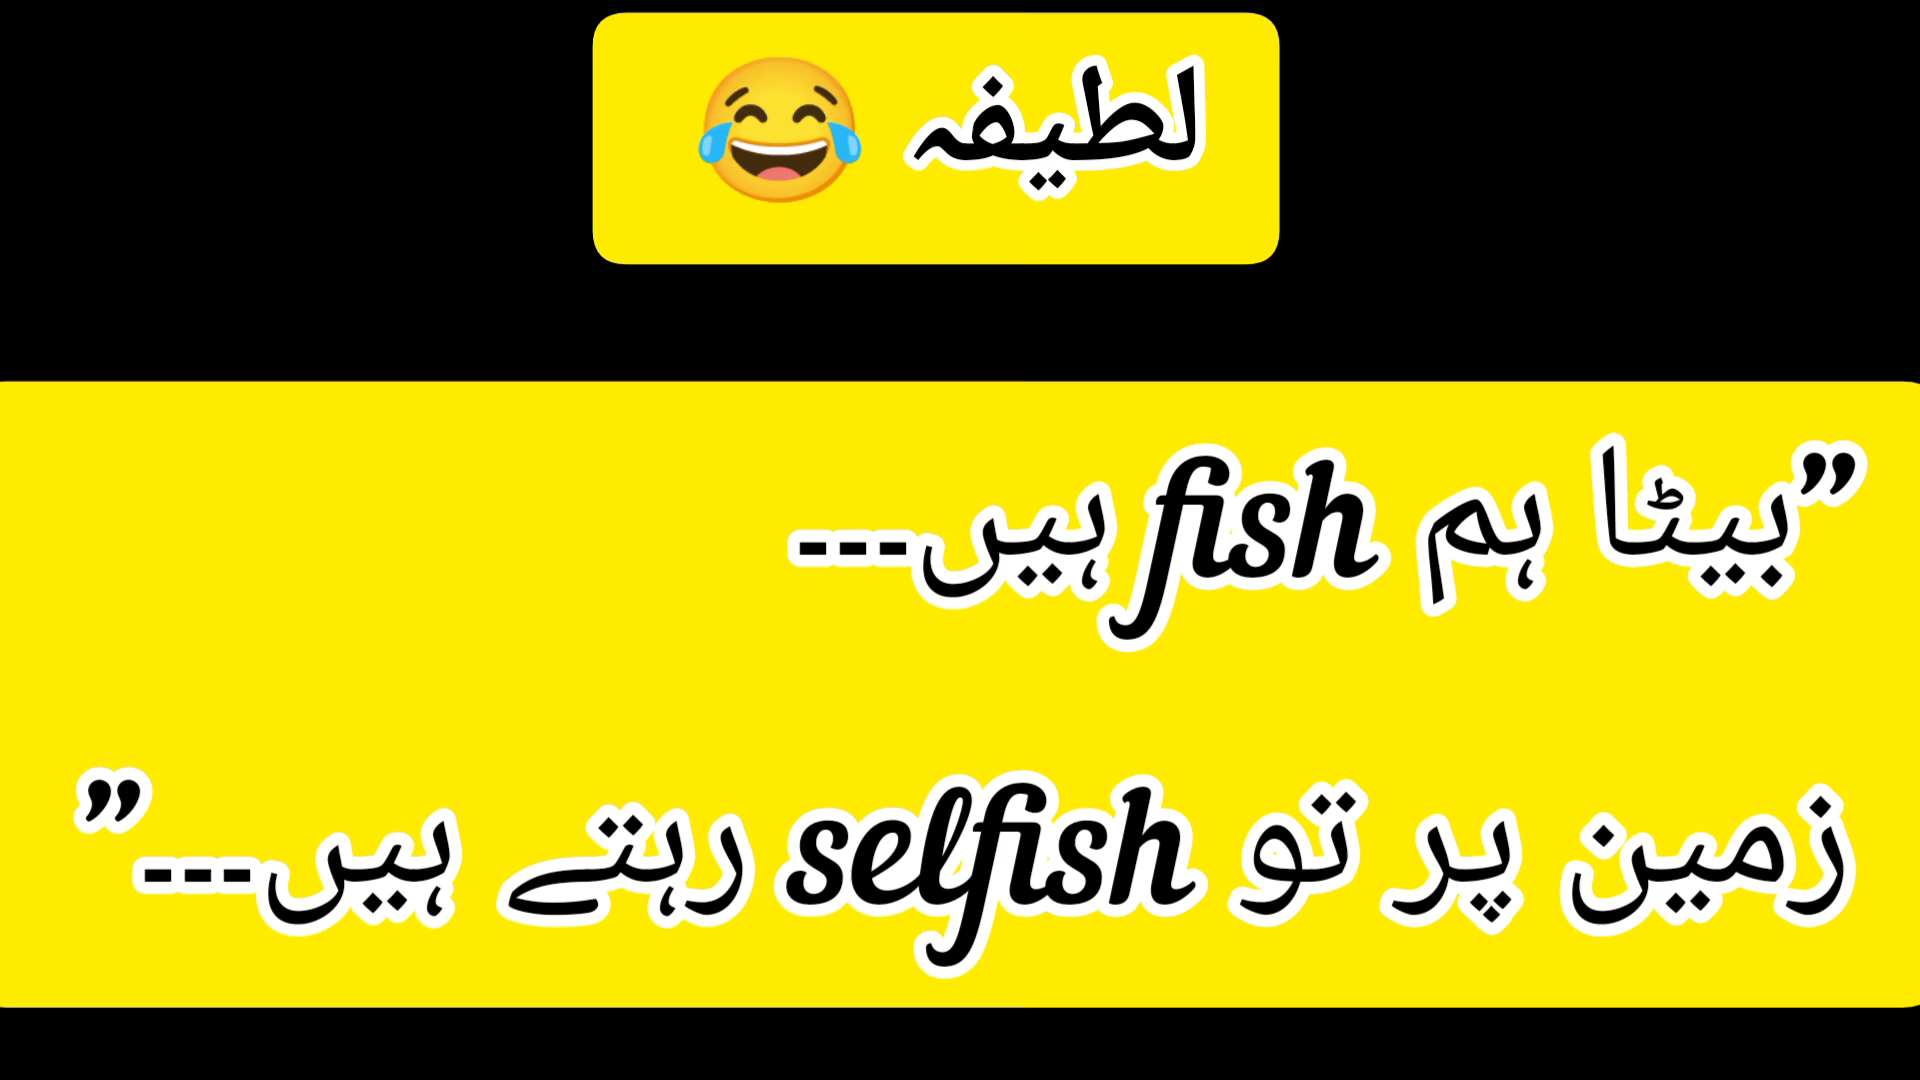 لطیفہ 😂
”بیٹا ہم fish ہیں---
زمین پر تو selfish رہتے ہیں---”